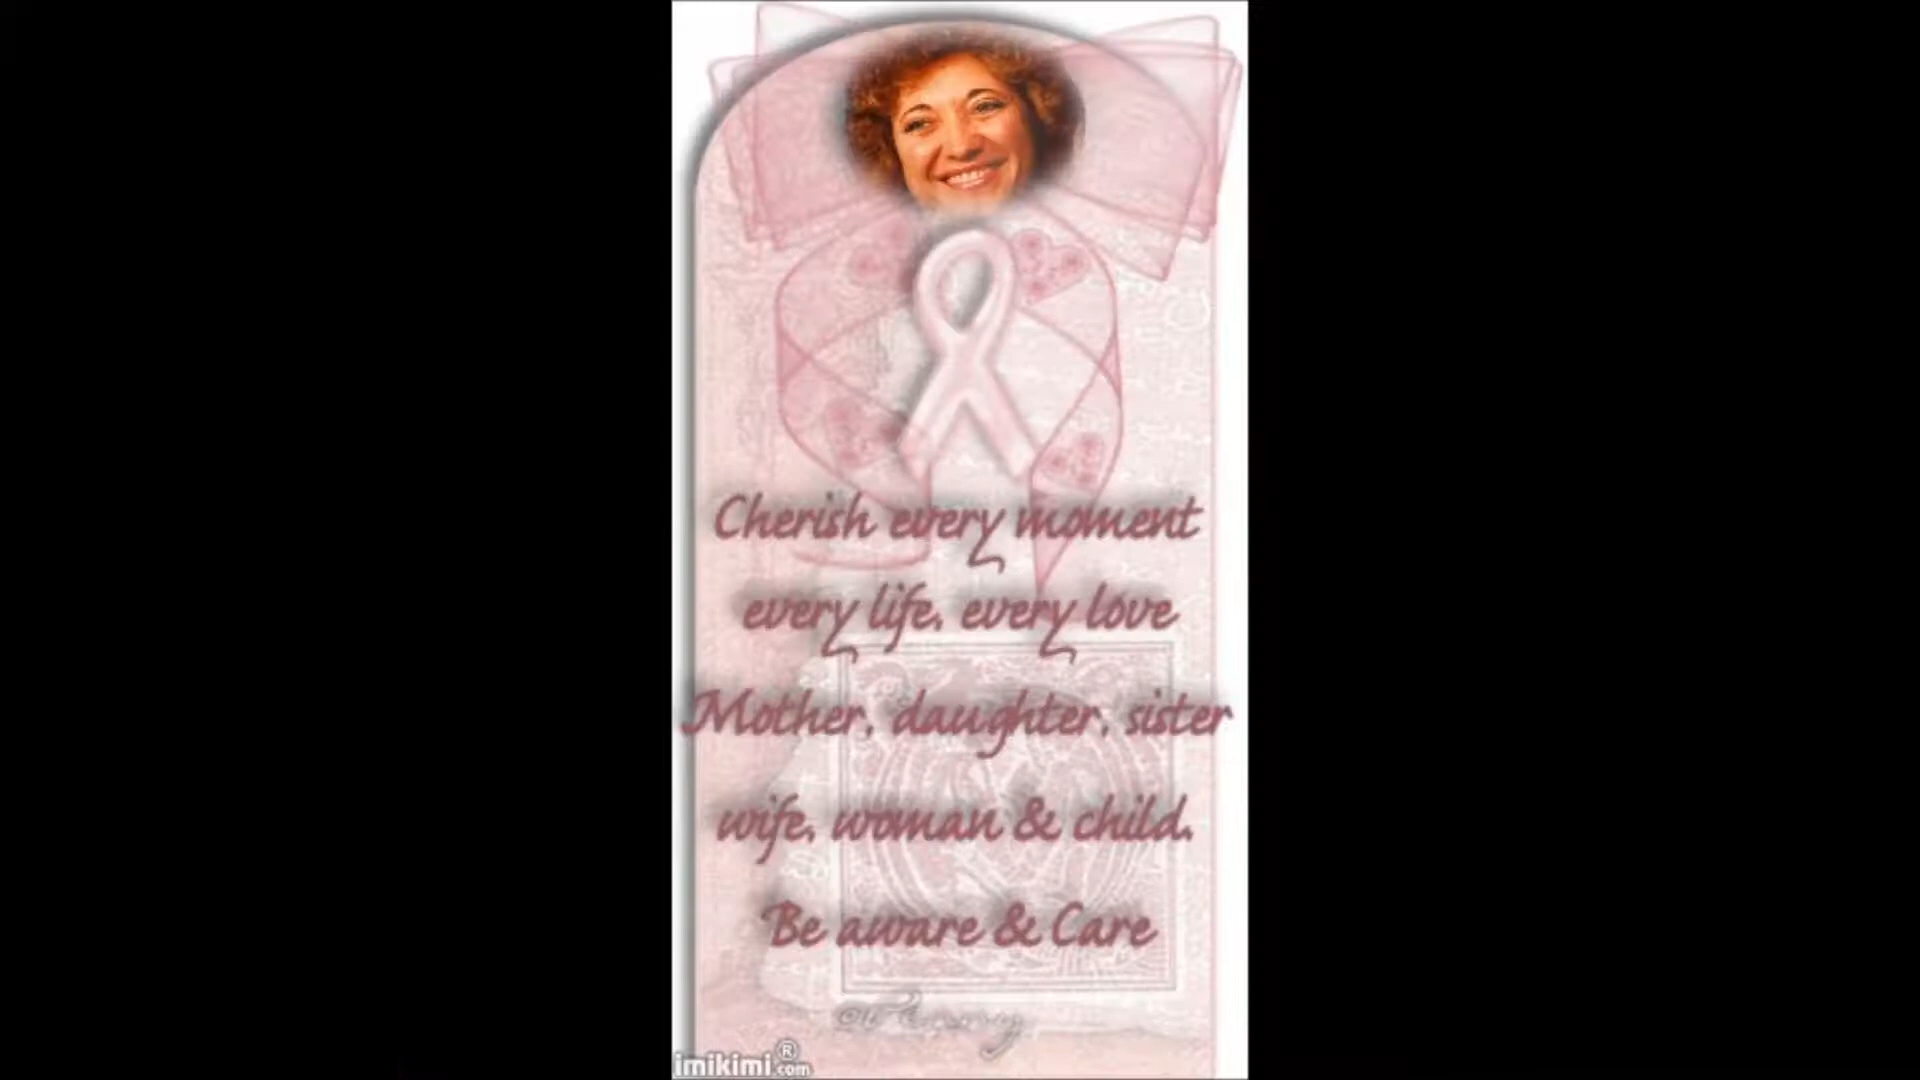 Cherish every moment
every life, every love
Mother, daughter, sister
wife, woman & child.
Be aware & Care
imikimi.com®